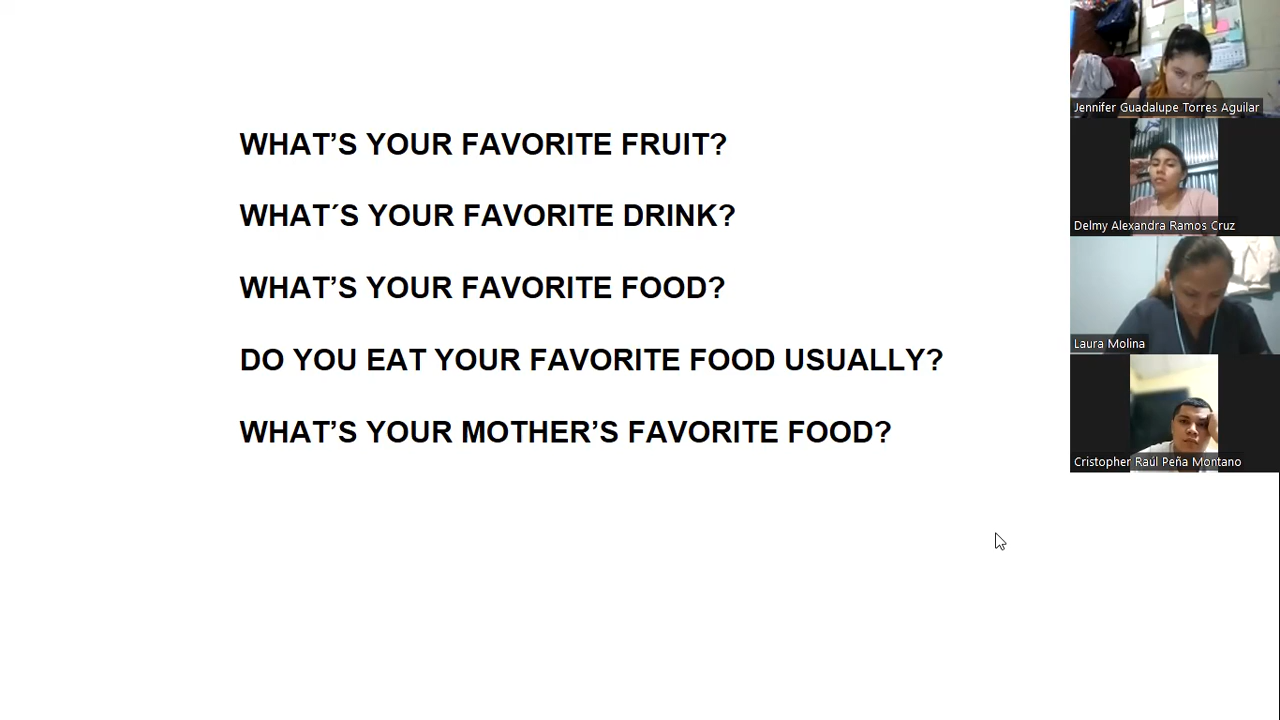 WHAT’S YOUR FAVORITE FRUIT?
WHAT´S YOUR FAVORITE DRINK?
WHAT’S YOUR FAVORITE FOOD?
DO YOU EAT YOUR FAVORITE FOOD USUALLY?
WHAT’S YOUR MOTHER’S FAVORITE FOOD?
Jennifer Guadalupe Torres Aguilar
Delmy Alexandra Ramos Cruz
Laura Molina
Cristopher Raúl Peña Montano